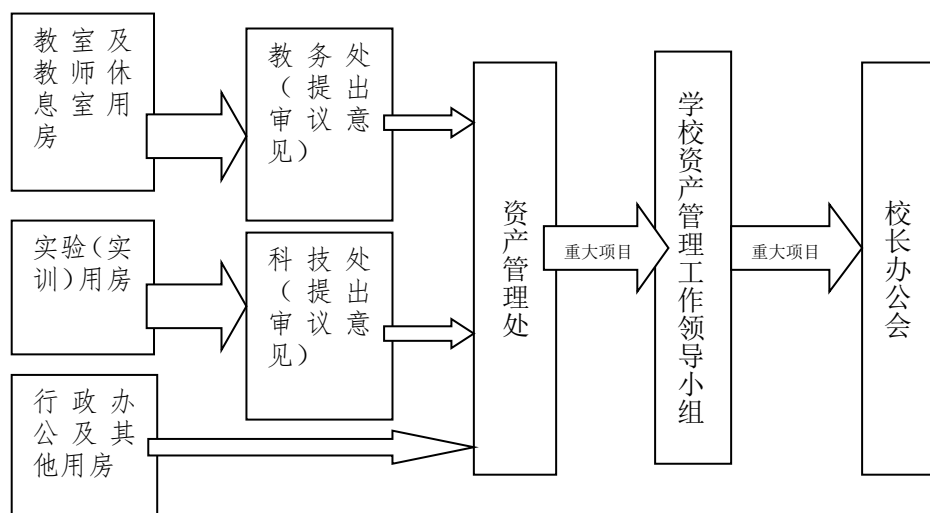 教室及
教师休
息室用
房
教务处
（提出
审议意
见）
实验(实
训)用房
科技处
（提出
审议意
见）
行政办
公及其
他用房
资产管理处
重大项目
学校资产管理工作领导小组
重大项目
校长办公会